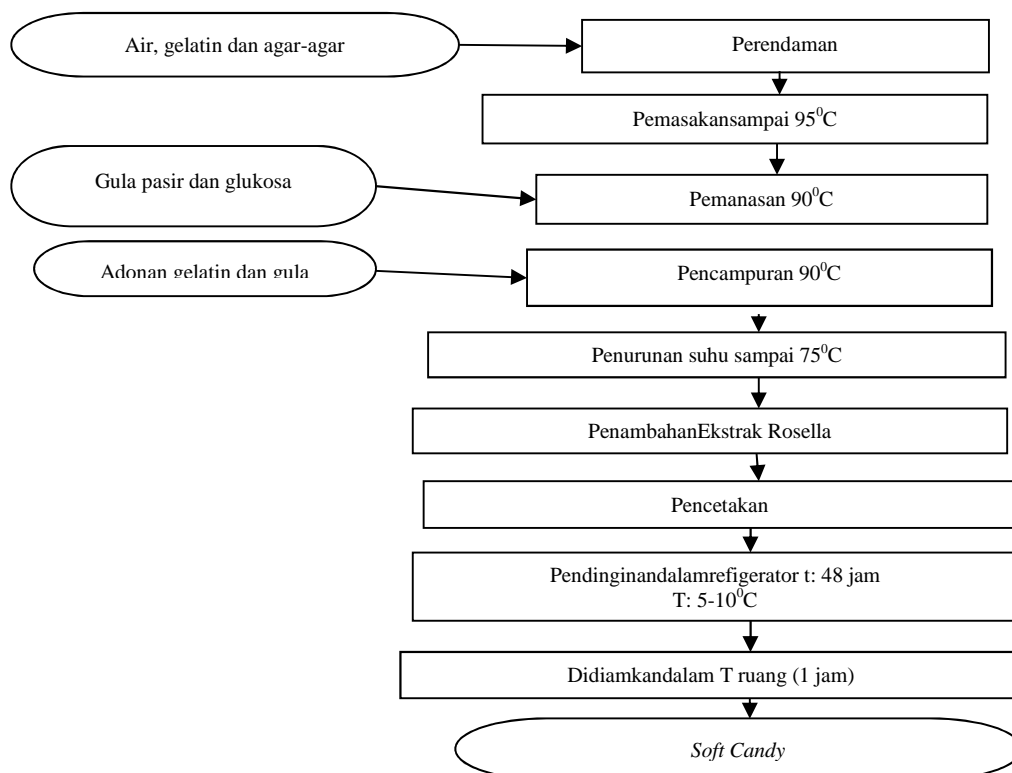 Air, gelatin dan agar-agar
Perendaman
Pemasakansampai 95⁰C
Gula pasir dan glukosa
Pemanasan 90⁰C
Adonan gelatin dan gula
Pencampuran 90⁰C
Penurunan suhu sampai 75⁰C
PenambahanEkstrak Rosella
Pencetakan
Pendinginandalamrefigerator t: 48 jam
T: 5-10⁰C
Didiamkandalam T ruang (1 jam)
Soft Candy